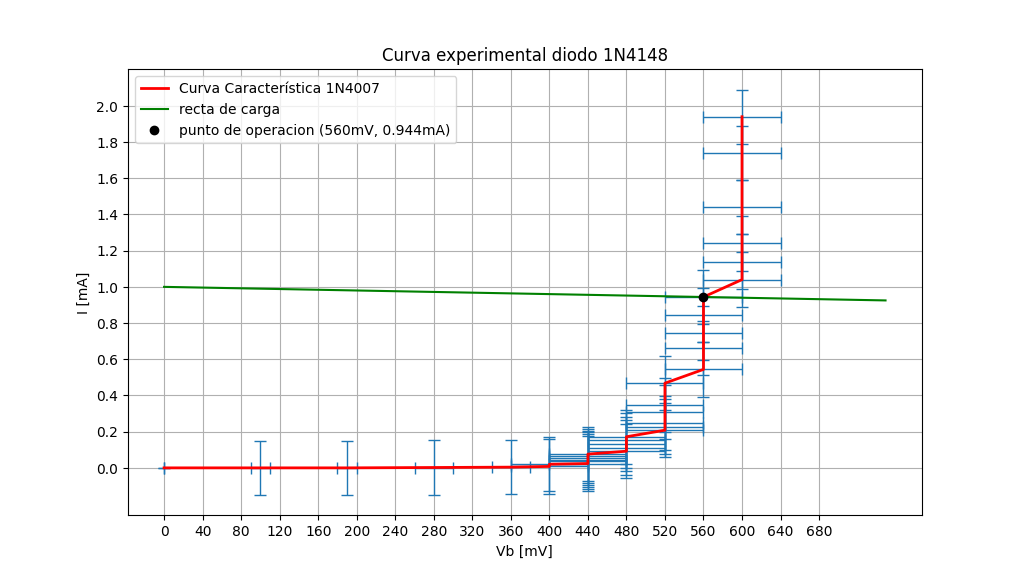 Curva experimental diodo 1N4148
Curva Característica 1N4007
recta de carga
punto de operacion (560mV, 0.944mA)
I [mA]
2.0
1.8
1.6
1.4
1.2
1.0
0.8
0.6
0.4
0.2
0.0
0 40 80 120 160 200 240 280 320 360 400 440 480 520 560 600 640 680
Vb [mV]